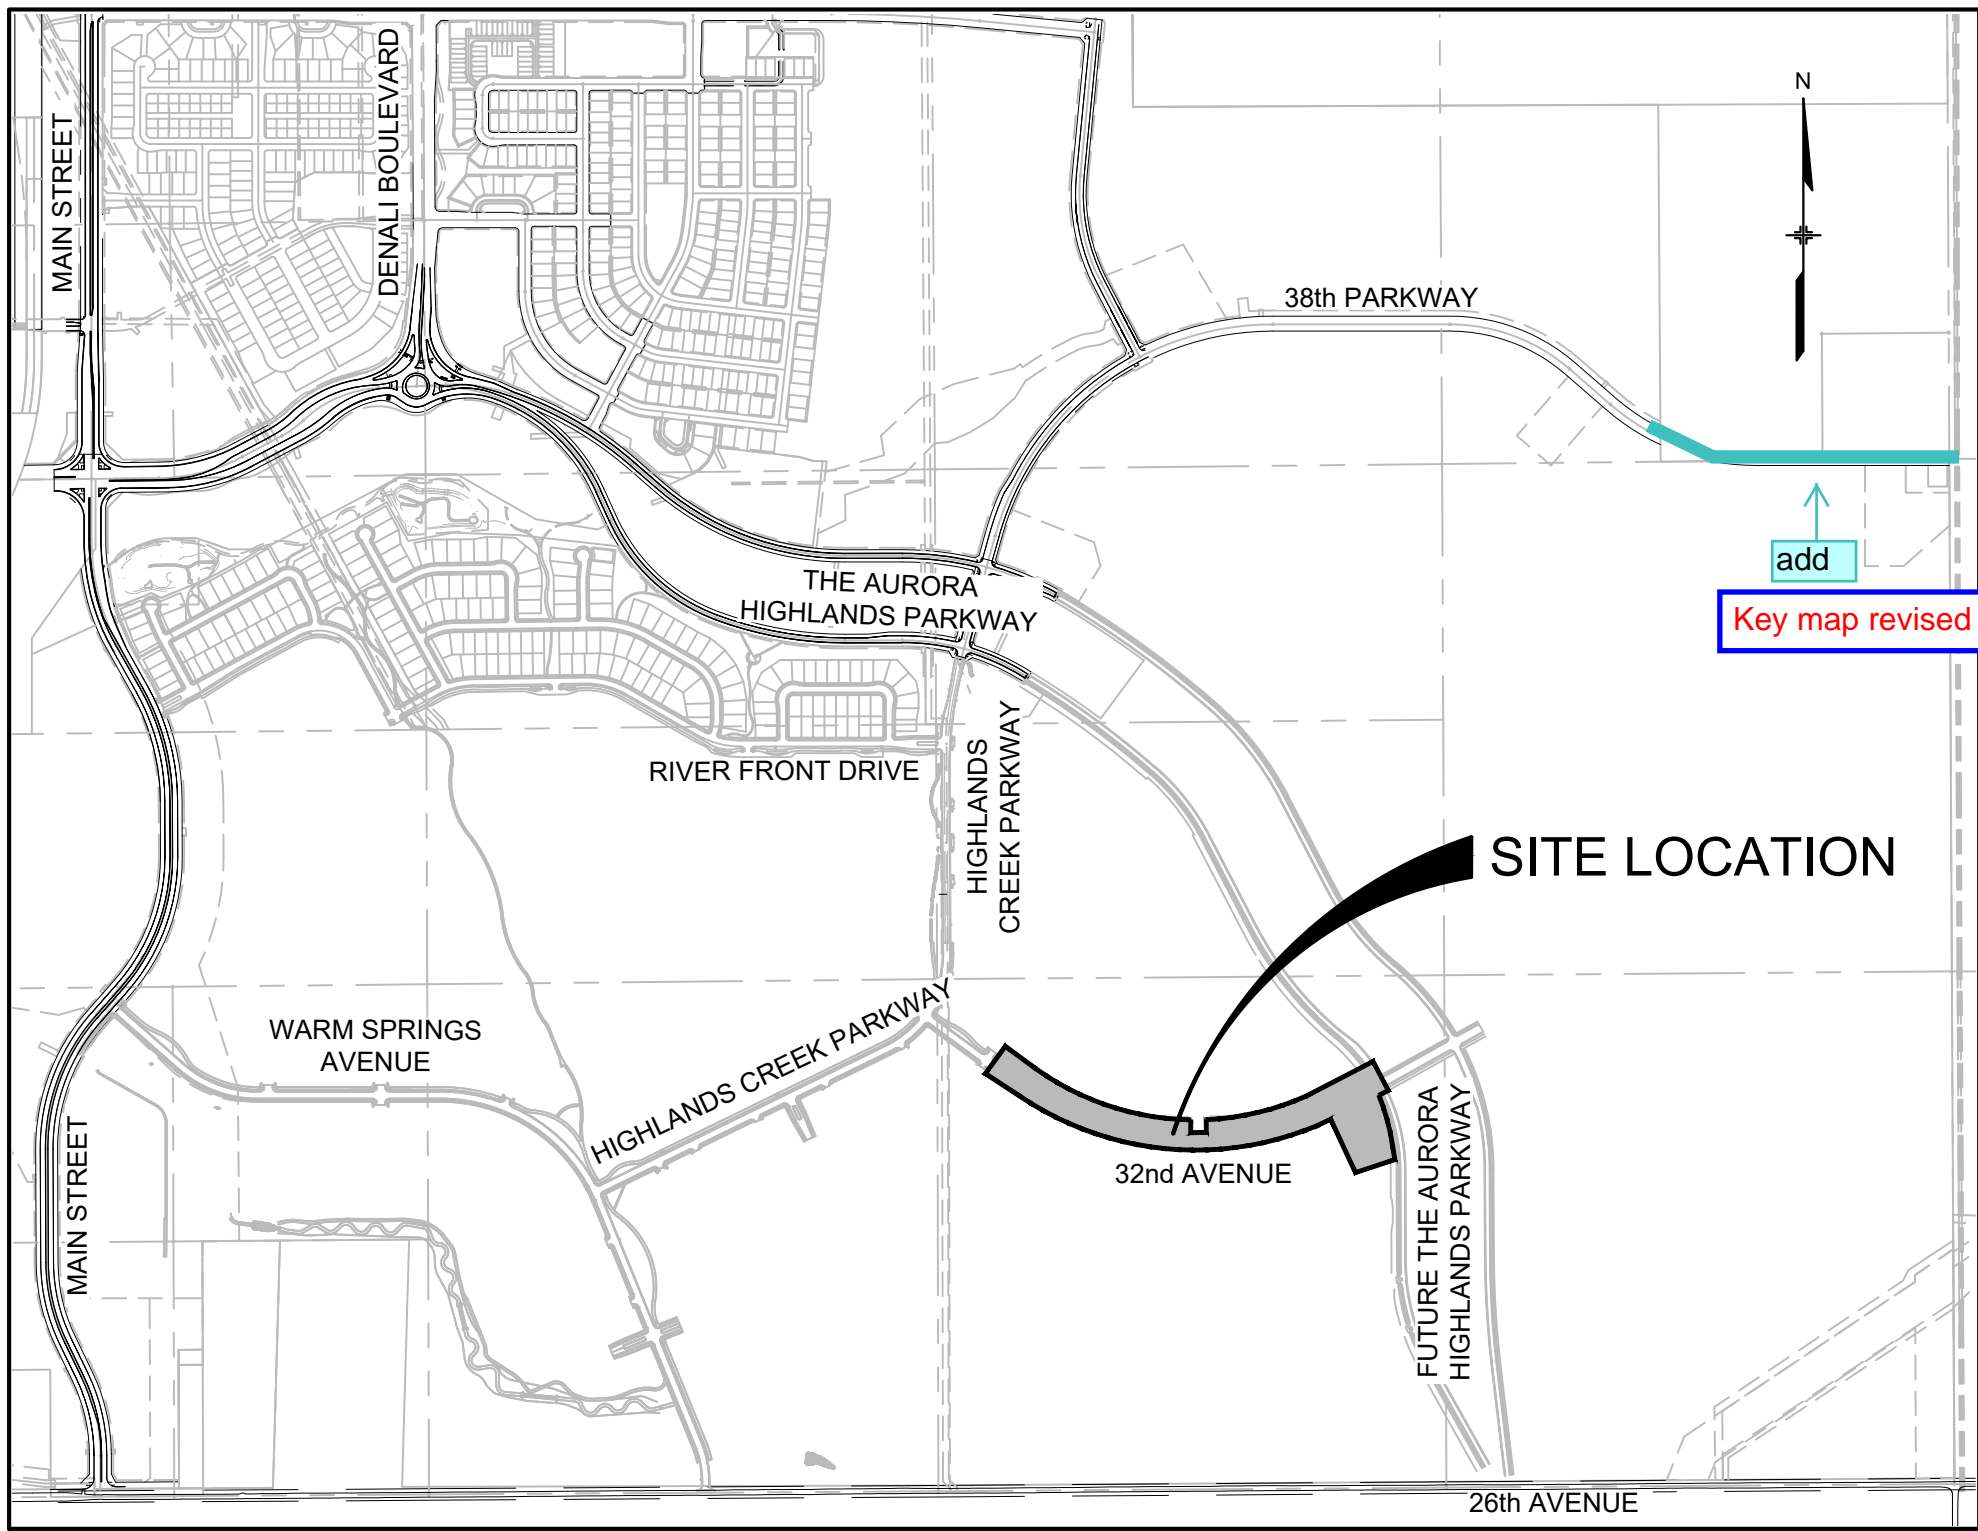 MAIN STREET
DENALI BOULEVARD
N
38th PARKWAY
add
Key map revised
THE AURORA
HIGHLANDS PARKWAY
RIVER FRONT DRIVE
HIGHLANDS
CREEK PARKWAY
SITE LOCATION
WARM SPRINGS
AVENUE
HIGHLANDS CREEK PARKWAY
32nd AVENUE
MAIN STREET
FUTURE THE AURORA
HIGHLANDS PARKWAY
26th AVENUE